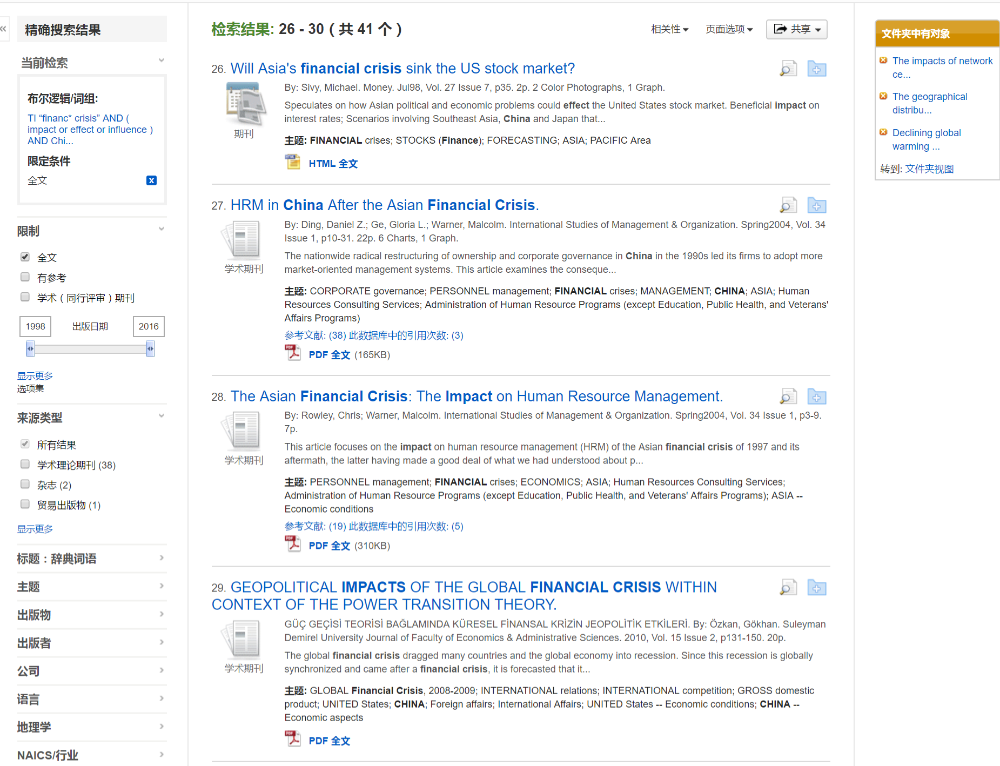 精确搜索结果
当前检索
布尔逻辑/词组:
TI “financ* crisis” AND (
impact or effect or influence )
AND Chi...
限定条件
全文
限制
全文
有参考
学术（同行评审）期刊
1998 出版日期 2016
显示更多
选项集
来源类型
所有结果
学术理论期刊 (38)
杂志 (2)
贸易出版物 (1)
显示更多
标题：辞典词语
主题
出版物
出版者
公司
语言
地理学
NAICS/行业
检索结果: 26 - 30（共 41 个）
相关性 页面选项 共享
26. Will Asia's financial crisis sink the US stock market?
期刊
By: Sivy, Michael. Money. Jul98, Vol. 27 Issue 7, p35. 2p. 2 Color Photographs, 1 Graph.
Speculates on how Asian political and economic problems could effect the United States stock market. Beneficial impact on
interest rates; Scenarios involving Southeast Asia, China and Japan that...
主题: FINANCIAL crises; STOCKS (Finance); FORECASTING; ASIA; PACIFIC Area
HTML 全文
27. HRM in China After the Asian Financial Crisis.
学术期刊
By: Ding, Daniel Z.; Ge, Gloria L.; Warner, Malcolm. International Studies of Management & Organization. Spring2004, Vol. 34
Issue 1, p10-31. 22p. 6 Charts, 1 Graph.
The nationwide radical restructuring of ownership and corporate governance in China in the 1990s led its firms to adopt more
market-oriented management systems. This article examines the conseque...
主题: CORPORATE governance; PERSONNEL management; FINANCIAL crises; MANAGEMENT; CHINA; ASIA; Human
Resources Consulting Services; Administration of Human Resource Programs (except Education, Public Health, and Veterans'
Affairs Programs)
参考文献: (38) 此数据库中的引用次数: (3)
PDF 全文 (165KB)
28. The Asian Financial Crisis: The Impact on Human Resource Management.
学术期刊
By: Rowley, Chris; Warner, Malcolm. International Studies of Management & Organization. Spring2004, Vol. 34 Issue 1, p3-9.
7p.
This article focuses on the impact on human resource management (HRM) of the Asian financial crisis of 1997 and its
aftermath, the latter having made a good deal of what we had understood about p...
主题: PERSONNEL management; FINANCIAL crises; ECONOMICS; ASIA; Human Resources Consulting Services;
Administration of Human Resource Programs (except Education, Public Health, and Veterans' Affairs Programs); ASIA --
Economic conditions
参考文献: (19) 此数据库中的引用次数: (5)
PDF 全文 (310KB)
29. GEOPOLITICAL IMPACTS OF THE GLOBAL FINANCIAL CRISIS WITHIN
CONTEXT OF THE POWER TRANSITION THEORY.
学术期刊
GÜÇ GEÇİSİ TEORİSİ BAĞLAMINDA KÜRESEL FİNANSAL KRİZİN JEOPOLİTİK ETKİLERİ. By: Özkan, Gökhan. Suleyman
Demirel University Journal of Faculty of Economics & Administrative Sciences. 2010, Vol. 15 Issue 2, p131-150. 20p.
The global financial crisis dragged many countries and the global economy into recession. Since this recession is globally
synchronized and came after a financial crisis, it is forecasted that it...
主题: GLOBAL Financial Crisis, 2008-2009; INTERNATIONAL relations; INTERNATIONAL competition; GROSS domestic
product; UNITED States; CHINA; Foreign affairs; International Affairs; UNITED States -- Economic conditions; CHINA --
Economic aspects
PDF 全文
文件夹中有对象
The impacts of network
ce...
The geographical
distribu...
Declining global
warming ...
转到: 文件夹视图